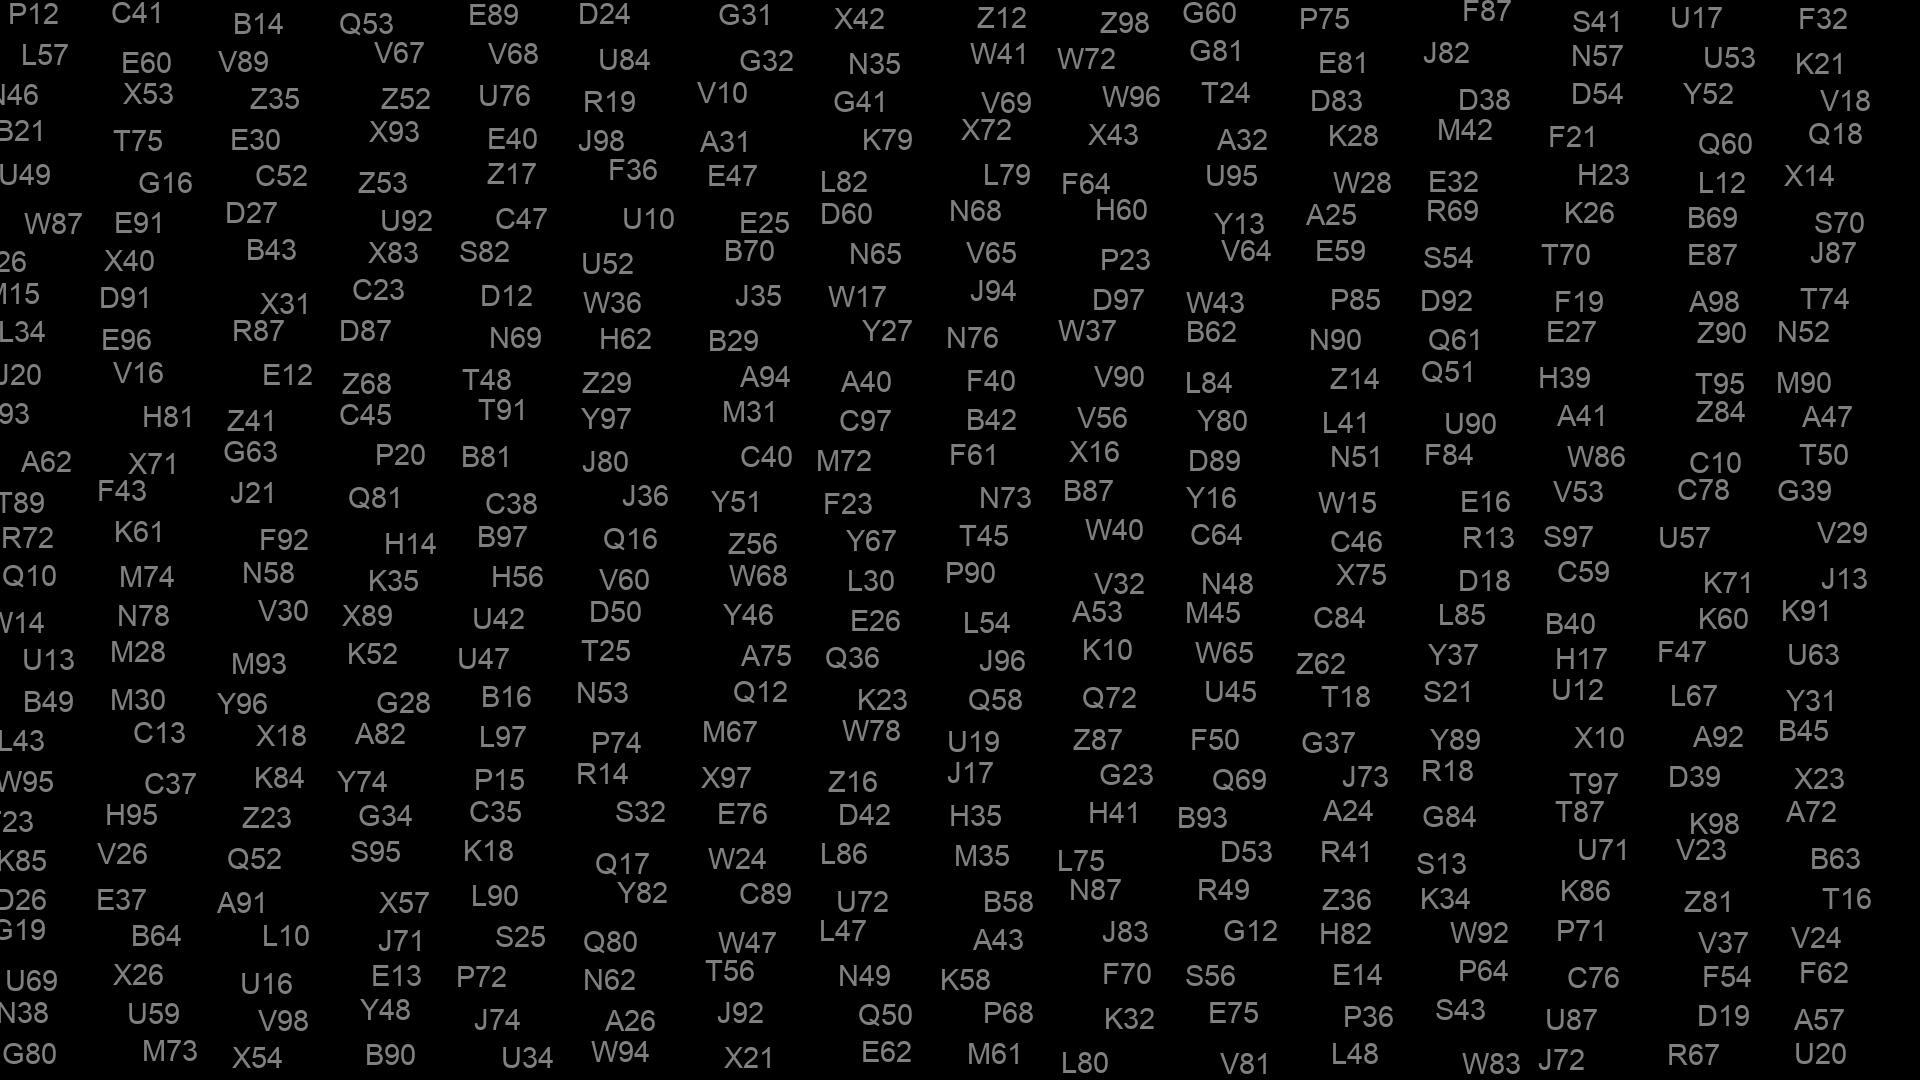 P12 C41 B14 Q53 E89 D24 G31 X42 Z12 Z98 G60 P75 F87 S41 U17 F32
L57 E60 V89 V67 V68 U84 G32 N35 W41 W72 G81 E81 J82 N57 U53 K21
N46 X53 Z35 Z52 U76 R19 V10 G41 V69 W96 T24 D83 D38 D54 Y52 V18
B21 T75 E30 X93 E40 J98 A31 K79 X72 X43 A32 K28 M42 F21 Q60 Q18
U49 G16 C52 Z53 Z17 F36 E47 L82 L79 F64 U95 W28 E32 H23 L12 X14
W87 E91 D27 U92 C47 U10 E25 D60 N68 H60 Y13 A25 R69 K26 B69 S70
26 X40 B43 X83 S82 U52 B70 N65 V65 P23 V64 E59 S54 T70 E87 J87
M15 D91 X31 C23 D12 W36 J35 W17 J94 D97 W43 P85 D92 F19 A98 T74
L34 E96 R87 D87 N69 H62 B29 Y27 N76 W37 B62 N90 Q61 E27 Z90 N52
J20 V16 E12 Z68 T48 Z29 A94 A40 F40 V90 L84 Z14 Q51 H39 T95 M90
93 H81 Z41 C45 T91 Y97 M31 C97 B42 V56 Y80 L41 U90 A41 Z84 A47
A62 X71 G63 P20 B81 J80 C40 M72 F61 X16 D89 N51 F84 W86 C10 T50
T89 F43 J21 Q81 C38 J36 Y51 F23 N73 B87 Y16 W15 E16 V53 C78 G39
R72 K61 F92 H14 B97 Q16 Z56 Y67 T45 W40 C64 C46 R13 S97 U57 V29
Q10 M74 N58 K35 H56 V60 W68 L30 P90 V32 N48 X75 D18 C59 K71 J13
W14 N78 V30 X89 U42 D50 Y46 E26 L54 A53 M45 C84 L85 B40 K60 K91
U13 M28 M93 K52 U47 T25 A75 Q36 J96 K10 W65 Z62 Y37 H17 F47 U63
B49 M30 Y96 G28 B16 N53 Q12 K23 Q58 Q72 U45 T18 S21 U12 L67 Y31
L43 C13 X18 A82 L97 P74 M67 W78 U19 Z87 F50 G37 Y89 X10 A92 B45
W95 C37 K84 Y74 P15 R14 X97 Z16 J17 G23 Q69 J73 R18 T97 D39 X23
23 H95 Z23 G34 C35 S32 E76 D42 H35 H41 B93 A24 G84 T87 K98 A72
K85 V26 Q52 S95 K18 Q17 W24 L86 M35 L75 D53 R41 S13 U71 V23 B63
D26 E37 A91 X57 L90 Y82 C89 U72 B58 N87 R49 Z36 K34 K86 Z81 T16
G19 B64 L10 J71 S25 Q80 W47 L47 A43 J83 G12 H82 W92 P71 V37 V24
U69 X26 U16 E13 P72 N62 T56 N49 K58 F70 S56 E14 P64 C76 F54 F62
N38 U59 V98 Y48 J74 A26 J92 Q50 P68 K32 E75 P36 S43 U87 D19 A57
G80 M73 X54 B90 U34 W94 X21 E62 M61 L80 V81 L48 W83 J72 R67 U20